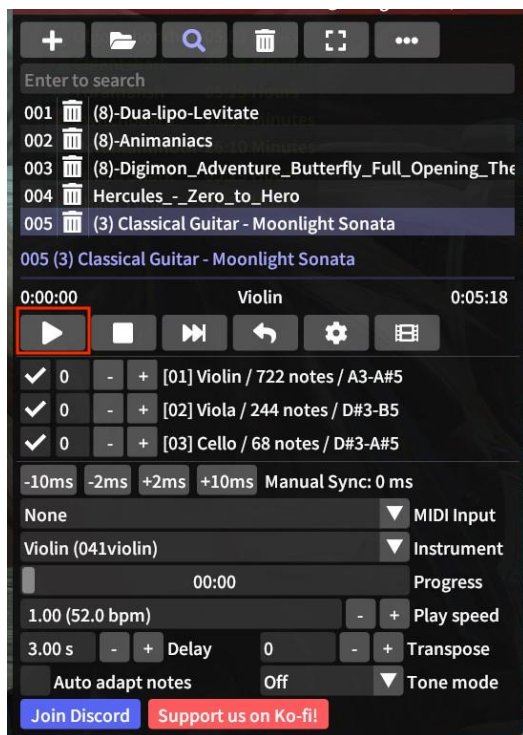 Enter to search
001 (8)-Dua-lipo-Levitate
002 (8)-Animaniacs
003 (8)-Digimon_Adventure_Butterfly_Full_Opening_The
004 Hercules_-_Zero_to_Hero
005 (3) Classical Guitar - Moonlight Sonata
005 (3) Classical Guitar - Moonlight Sonata
0:00:00 Violin 0:05:18
0 - + [01] Violin / 722 notes / A3-A#5
0 - + [02] Viola / 244 notes / D#3-B5
0 - + [03] Cello / 68 notes / D#3-A#5
-10ms -2ms +2ms +10ms Manual Sync: 0 ms
None MIDI Input
Violin (041violin) Instrument
00:00 Progress
1.00 (52.0 bpm) - + Play speed
3.00 s - + Delay 0 - + Transpose
Auto adapt notes Off Tone mode
Join Discord Support us on Ko-fi!